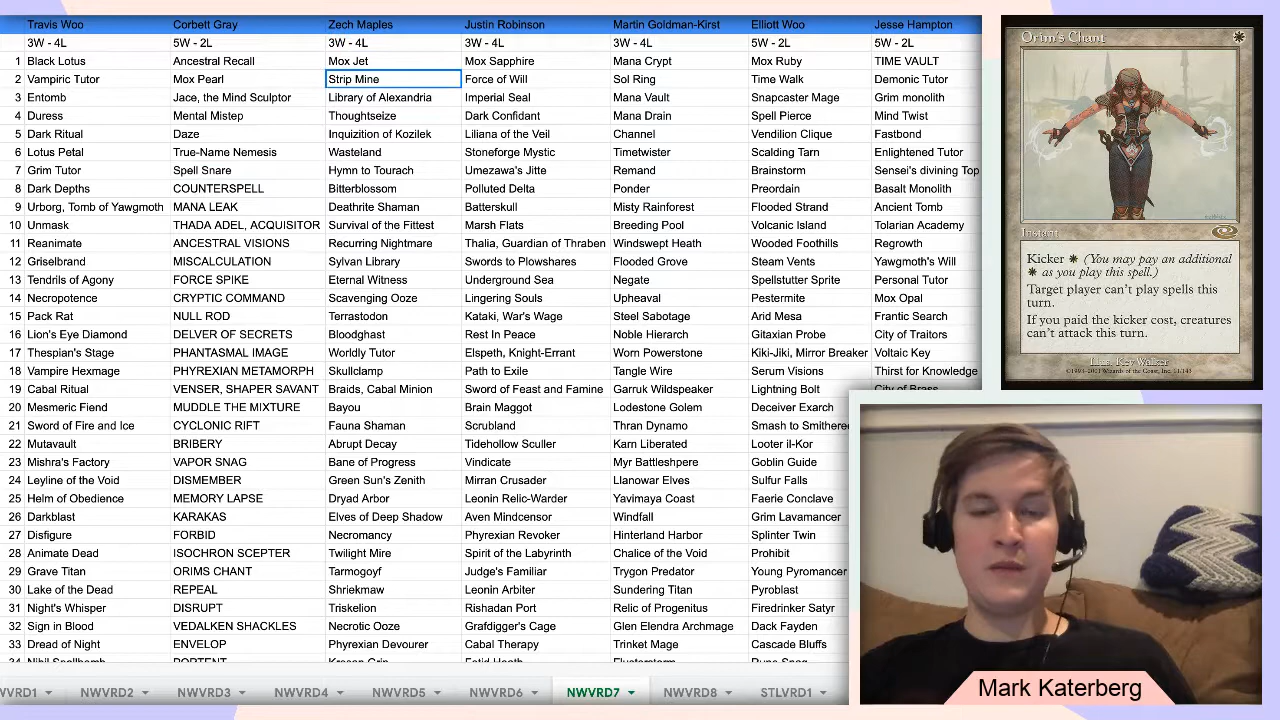 Travis Woo Corbett Gray Zech Maples Justin Robinson Martin Goldman-Kirst Elliott Woo Jesse Hampton
3W - 4L 5W - 2L 3W - 4L 3W - 4L 3W - 4L 5W - 2L 5W - 2L
1 Black Lotus Ancestral Recall Mox Jet Mox Sapphire Mana Crypt Mox Ruby TIME VAULT
2 Vampiric Tutor Mox Pearl Strip Mine Force of Will Sol Ring Time Walk Demonic Tutor
3 Entomb Jace, the Mind Sculptor Library of Alexandria Imperial Seal Mana Vault Snapcaster Mage Grim monolith
4 Duress Mental Mistep Thoughtseize Dark Confidant Mana Drain Spell Pierce Mind Twist
5 Dark Ritual Daze Inquizition of Kozilek Liliana of the Veil Channel Vendilion Clique Fastbond
6 Lotus Petal True-Name Nemesis Wasteland Stoneforge Mystic Timetwister Scalding Tarn Enlightened Tutor
7 Grim Tutor Spell Snare Hymn to Tourach Umezawa's Jitte Remand Brainstorm Sensei's divining Top
8 Dark Depths COUNTERSPELL Bitterblossom Polluted Delta Ponder Preordain Basalt Monolith
9 Urborg, Tomb of Yawgmoth MANA LEAK Deathrite Shaman Batterskull Misty Rainforest Flooded Strand Ancient Tomb
10 Unmask THADA ADEL, ACQUISITOR Survival of the Fittest Marsh Flats Breeding Pool Volcanic Island Tolarian Academy
11 Reanimate ANCESTRAL VISIONS Recurring Nightmare Thalia, Guardian of Thraben Windswept Heath Wooded Foothills Regrowth
12 Griselbrand MISCALCULATION Sylvan Library Swords to Plowshares Flooded Grove Steam Vents Yawgmoth's Will
13 Tendrils of Agony FORCE SPIKE Eternal Witness Underground Sea Negate Spellstutter Sprite Personal Tutor
14 Necropotence CRYPTIC COMMAND Scavenging Ooze Lingering Souls Upheaval Pestermite Mox Opal
15 Pack Rat NULL ROD Terrastodon Kataki, War's Wage Steel Sabotage Arid Mesa Frantic Search
16 Lion's Eye Diamond DELVER OF SECRETS Bloodghast Rest In Peace Noble Hierarch Gitaxian Probe City of Traitors
17 Thespian's Stage PHANTASMAL IMAGE Worldly Tutor Elspeth, Knight-Errant Worn Powerstone Kiki-Jiki, Mirror Breaker Voltaic Key
18 Vampire Hexmage PHYREXIAN METAMORPH Skullclamp Path to Exile Tangle Wire Serum Visions Thirst for Knowledge
19 Cabal Ritual VENSER, SHAPER SAVANT Braids, Cabal Minion Sword of Feast and Famine Garruk Wildspeaker Lightning Bolt City of Brass
20 Mesmeric Fiend MUDDLE THE MIXTURE Bayou Brain Maggot Lodestone Golem Deceiver Exarch
21 Sword of Fire and Ice CYCLONIC RIFT Fauna Shaman Scrubland Thran Dynamo Smash to Smithere
22 Mutavault BRIBERY Abrupt Decay Tidehollow Sculler Karn Liberated Looter il-Kor
23 Mishra's Factory VAPOR SNAG Bane of Progress Vindicate Myr Battleshpere Goblin Guide
24 Leyline of the Void DISMEMBER Green Sun's Zenith Mirran Crusader Llanowar Elves Sulfur Falls
25 Helm of Obedience MEMORY LAPSE Dryad Arbor Leonin Relic-Warder Yavimaya Coast Faerie Conclave
26 Darkblast KARAKAS Elves of Deep Shadow Aven Mindcensor Windfall Grim Lavamancer
27 Disfigure FORBID Necromancy Phyrexian Revoker Hinterland Harbor Splinter Twin
28 Animate Dead ISOCHRON SCEPTER Twilight Mire Spirit of the Labyrinth Chalice of the Void Prohibit
29 Grave Titan ORIMS CHANT Tarmogoyf Judge's Familiar Trygon Predator Young Pyromancer
30 Lake of the Dead REPEAL Shriekmaw Leonin Arbiter Sundering Titan Pyroblast
31 Night's Whisper DISRUPT Triskelion Rishadan Port Relic of Progenitus Firedrinker Satyr
32 Sign in Blood VEDALKEN SHACKLES Necrotic Ooze Grafdigger's Cage Glen Elendra Archmage Dack Fayden
33 Dread of Night ENVELOP Phyrexian Devourer Cabal Therapy Trinket Mage Cascade Bluffs
VRD1 NWVRD2 NWVRD3 NWVRD4 NWVRD5 NWVRD6 NWVRD7 NWVRD8 STLVRD1
Orim's Chant
Instant
Kicker (You may pay an additional
as you play this spell.)
Target player can't play spells this
turn.
If you paid the kicker cost, creatures
can't attack this turn.
Mark Katerberg